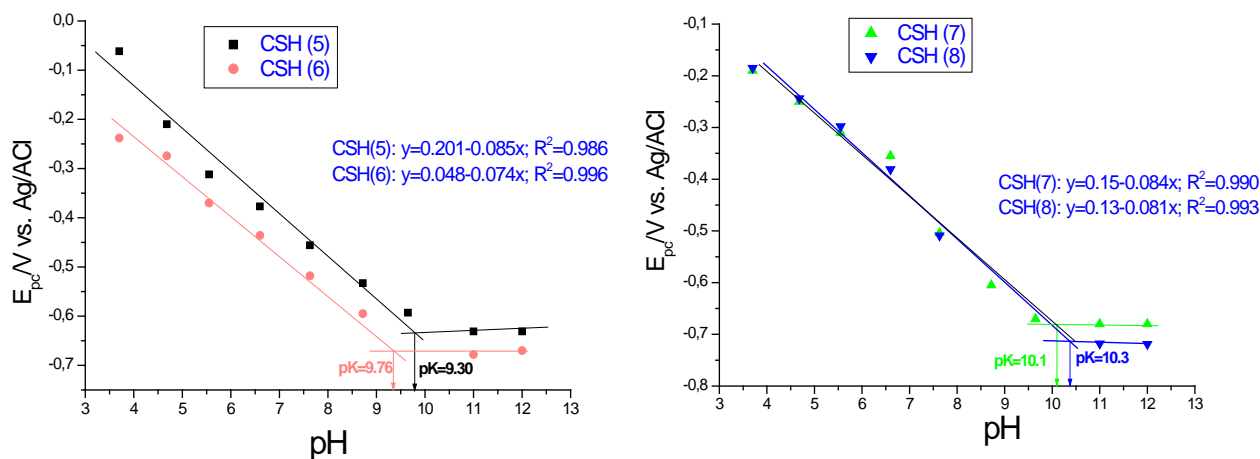 0,0
-0,1
-0,2
-0,3
-0,4
-0,5
-0,6
-0,7
E_pc/V vs. Ag/ACl
CSH (5)
CSH (6)
CSH(5): y=0.201-0.085x; R²=0.986
CSH(6): y=0.048-0.074x; R²=0.996
pK=9.76
pK=9.30
3 4 5 6 7 8 9 10 11 12 13
pH
-0,1
-0,2
-0,3
-0,4
-0,5
-0,6
-0,7
-0,8
E_pc/V vs. Ag/ACl
CSH (7)
CSH (8)
CSH(7): y=0.15-0.084x; R²=0.990
CSH(8): y=0.13-0.081x; R²=0.993
pK=10.1
pK=10.3
3 4 5 6 7 8 9 10 11 12 13
pH